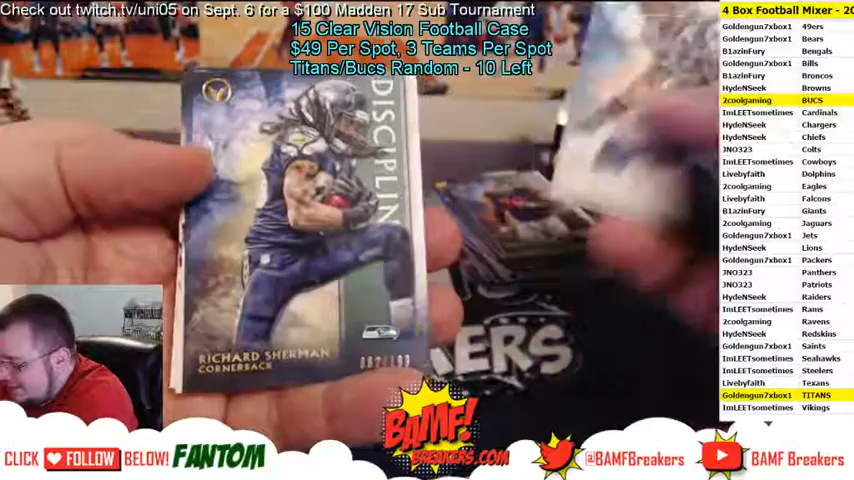 Check out twitch.tv/uni05 on Sept. 6 for a $100 Madden 17 Sub Tournament
15 Clear Vision Football Case
$49 Per Spot, 3 Teams Per Spot
Titans/Bucs Random - 10 Left
4 Box Football Mixer - 20
Goldengun7xbox1 49ers
Goldengun7xbox1 Bears
B1azinFury Bengals
Goldengun7xbox1 Bills
B1azinFury Broncos
HydeNSeek Browns
2coolgaming BUCS
ImLEETsometimes Cardinals
HydeNSeek Chargers
HydeNSeek Chiefs
JNO323 Colts
ImLEETsometimes Cowboys
Livebyfaith Dolphins
2coolgaming Eagles
Livebyfaith Falcons
B1azinFury Giants
2coolgaming Jaguars
Goldengun7xbox1 Jets
HydeNSeek Lions
Goldengun7xbox1 Packers
JNO323 Panthers
JNO323 Patriots
HydeNSeek Raiders
ImLEETsometimes Rams
2coolgaming Ravens
HydeNSeek Redskins
Goldengun7xbox1 Saints
ImLEETsometimes Seahawks
ImLEETsometimes Steelers
Livebyfaith Texans
Goldengun7xbox1 TITANS
ImLEETsometimes Vikings
DISCIPLIN
RICHARD SHERMAN
CORNERBACK
ERS
CLICK FOLLOW BELOW! FANTOM
BAMF!
BREAKERS.COM
@BAMFBreakers
BAMF Breakers